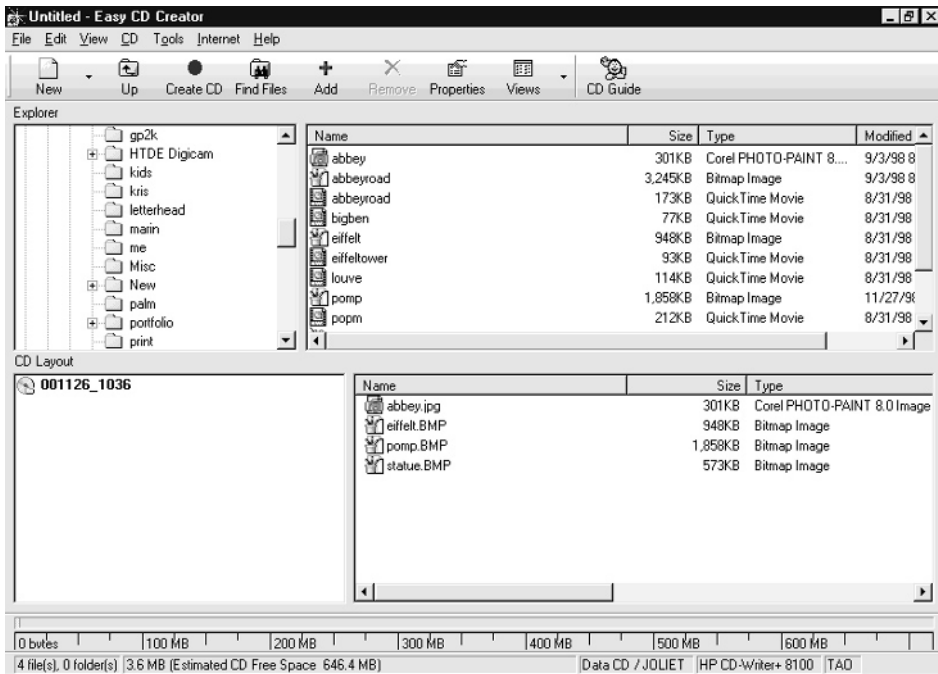 Untitled - Easy CD Creator
File Edit View CD Tools Internet Help
New Up Create CD Find Files Add Remove Properties Views CD Guide
Explorer
gp2k
HTDE Digicam
kids
kris
letterhead
marin
me
Misc
New
palm
portfolio
print
Name Size Type Modified
abbey 301KB Corel PHOTO-PAINT 8.... 9/3/98 8
abbeyroad 3,245KB Bitmap Image 9/3/98 8
abbeyroad 173KB QuickTime Movie 8/31/98
bigben 77KB QuickTime Movie 8/31/98
eiffelt 948KB Bitmap Image 8/31/98
eiffeltower 93KB QuickTime Movie 8/31/98
louve 114KB QuickTime Movie 8/31/98
pomp 1,858KB Bitmap Image 11/27/98
popm 212KB QuickTime Movie 8/31/98
CD Layout
001126_1036
Name Size Type
abbey.jpg 301KB Corel PHOTO-PAINT 8.0 Image
eiffelt.BMP 948KB Bitmap Image
pomp.BMP 1,858KB Bitmap Image
statue.BMP 573KB Bitmap Image
0 bytes 100 MB 200 MB 300 MB 400 MB 500 MB 600 MB
4 file(s), 0 folder(s) 3.6 MB (Estimated CD Free Space 646.4 MB) Data CD / JOLIET HP CD-Writer+ 8100 TAO